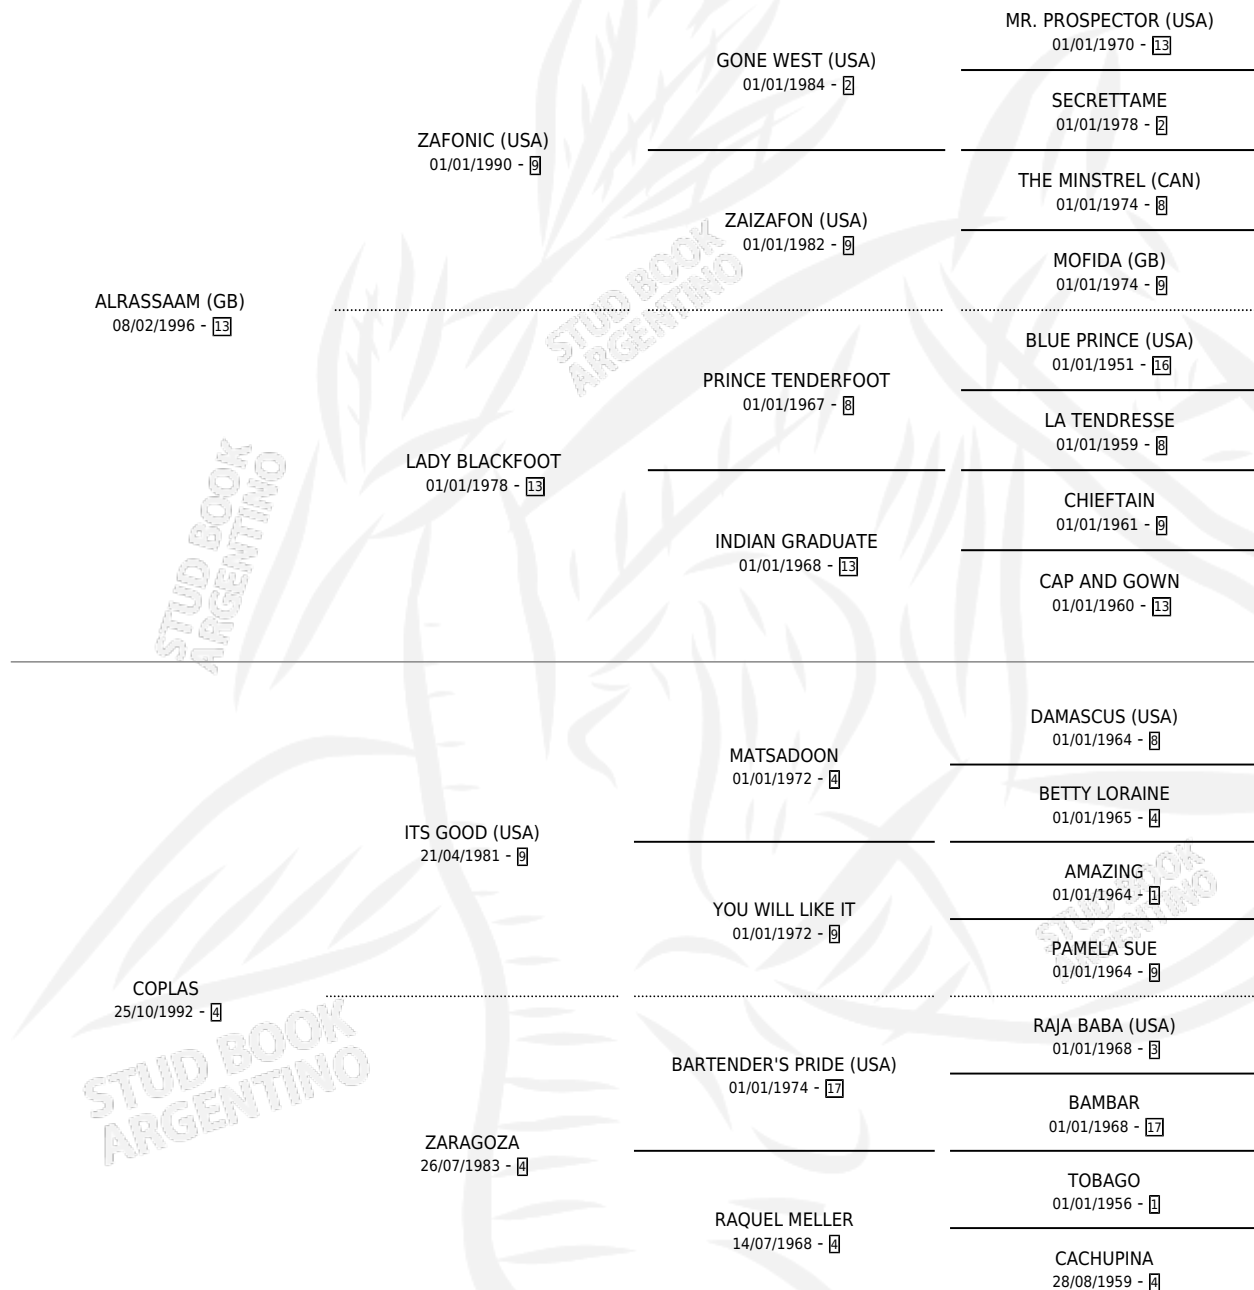 MR. PROSPECTOR (USA)
01/01/1970 - 13
GONE WEST (USA)
01/01/1984 - 2
SECRETTAME
01/01/1978 - 2
ZAFONIC (USA)
01/01/1990 - 9
THE MINSTREL (CAN)
01/01/1974 - 8
ZAIZAFON (USA)
01/01/1982 - 9
MOFIDA (GB)
01/01/1974 - 9
ALRASSAAM (GB)
08/02/1996 - 13
STUD BOOK
ARGENTINO
BLUE PRINCE (USA)
01/01/1951 - 16
PRINCE TENDERFOOT
01/01/1967 - 8
LA TENDRESSE
01/01/1959 - 8
LADY BLACKFOOT
01/01/1978 - 13
CHIEFTAIN
01/01/1961 - 9
INDIAN GRADUATE
01/01/1968 - 13
CAP AND GOWN
01/01/1960 - 13
STUD BOOK
ARGENTINO
DAMASCUS (USA)
01/01/1964 - 8
MATSADOON
01/01/1972 - 4
BETTY LORAINE
01/01/1965 - 4
ITS GOOD (USA)
21/04/1981 - 9
AMAZING
01/01/1964 - 1
YOU WILL LIKE IT
01/01/1972 - 9
PAMELA SUE
01/01/1964 - 9
STUD BOOK
ARGENTINO
COPLAS
25/10/1992 - 4
STUD BOOK
ARGENTINO
RAJA BABA (USA)
01/01/1968 - 3
BARTENDER'S PRIDE (USA)
01/01/1974 - 17
BAMBAR
01/01/1968 - 17
ZARAGOZA
26/07/1983 - 4
TOBAGO
01/01/1956 - 1
RAQUEL MELLER
14/07/1968 - 4
CACHUPINA
28/08/1959 - 4